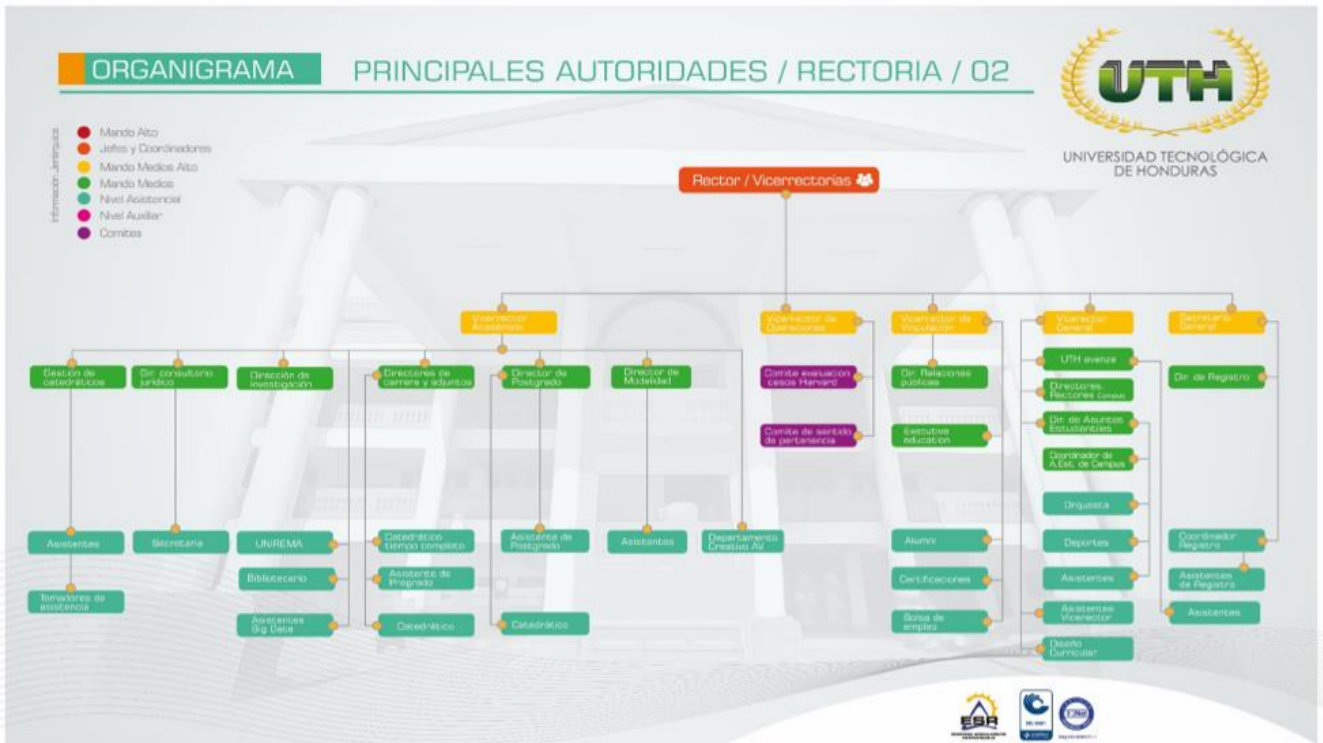 ORGANIGRAMA
PRINCIPALES AUTORIDADES / RECTORIA / 02
UTH
UNIVERSIDAD TECNOLÓGICA
DE HONDURAS
Información Jerárquica
Mando Alto
Jefes y Coordinadores
Mando Medios Alto
Mando Medios
Nivel Asistencial
Nivel Auxiliar
Comites
Rector / Vicerrectorías
Vicerrector
Académico
Vicerrector de
Operaciones
Vicerrector de
Vinculación
Vicerector
General
Secretario
General
Gestión de
catedráticos
Dir. consultorio
jurídico
Dirección de
Investigación
Directores de
carrera y adjuntos
Director de
Postgrado
Director de
Modalidad
Comite evaluacion
casos Harvard
Dir. Relaciones
públicas
UTH avanza
Directores.
Rectores Campus
Dir. de Registro
Comite de sentido
de pertenencia
Executive
education
Dir. de Asuntos
Estudiantiles
Coordinador de
A.Est. de Campus
Orquesta
Asistentes
Secretaria
UNIREMA
Catedrático
tiempo completo
Asistente de
Postgrado
Asistentes
Departamento
Creativo AV
Alumni
Deportes
Coordinador
Registro
Bibliotecario
Asistente de
Pregrado
Certificaciones
Asistentes
Asistentes
de Registro
Tomadores de
asistencia
Asistentes
Big Data
Catedrático
Catedrático
Bolsa de
empleo
Asistentes
Vicerector
Asistentes
Diseño
Curricular
ESR